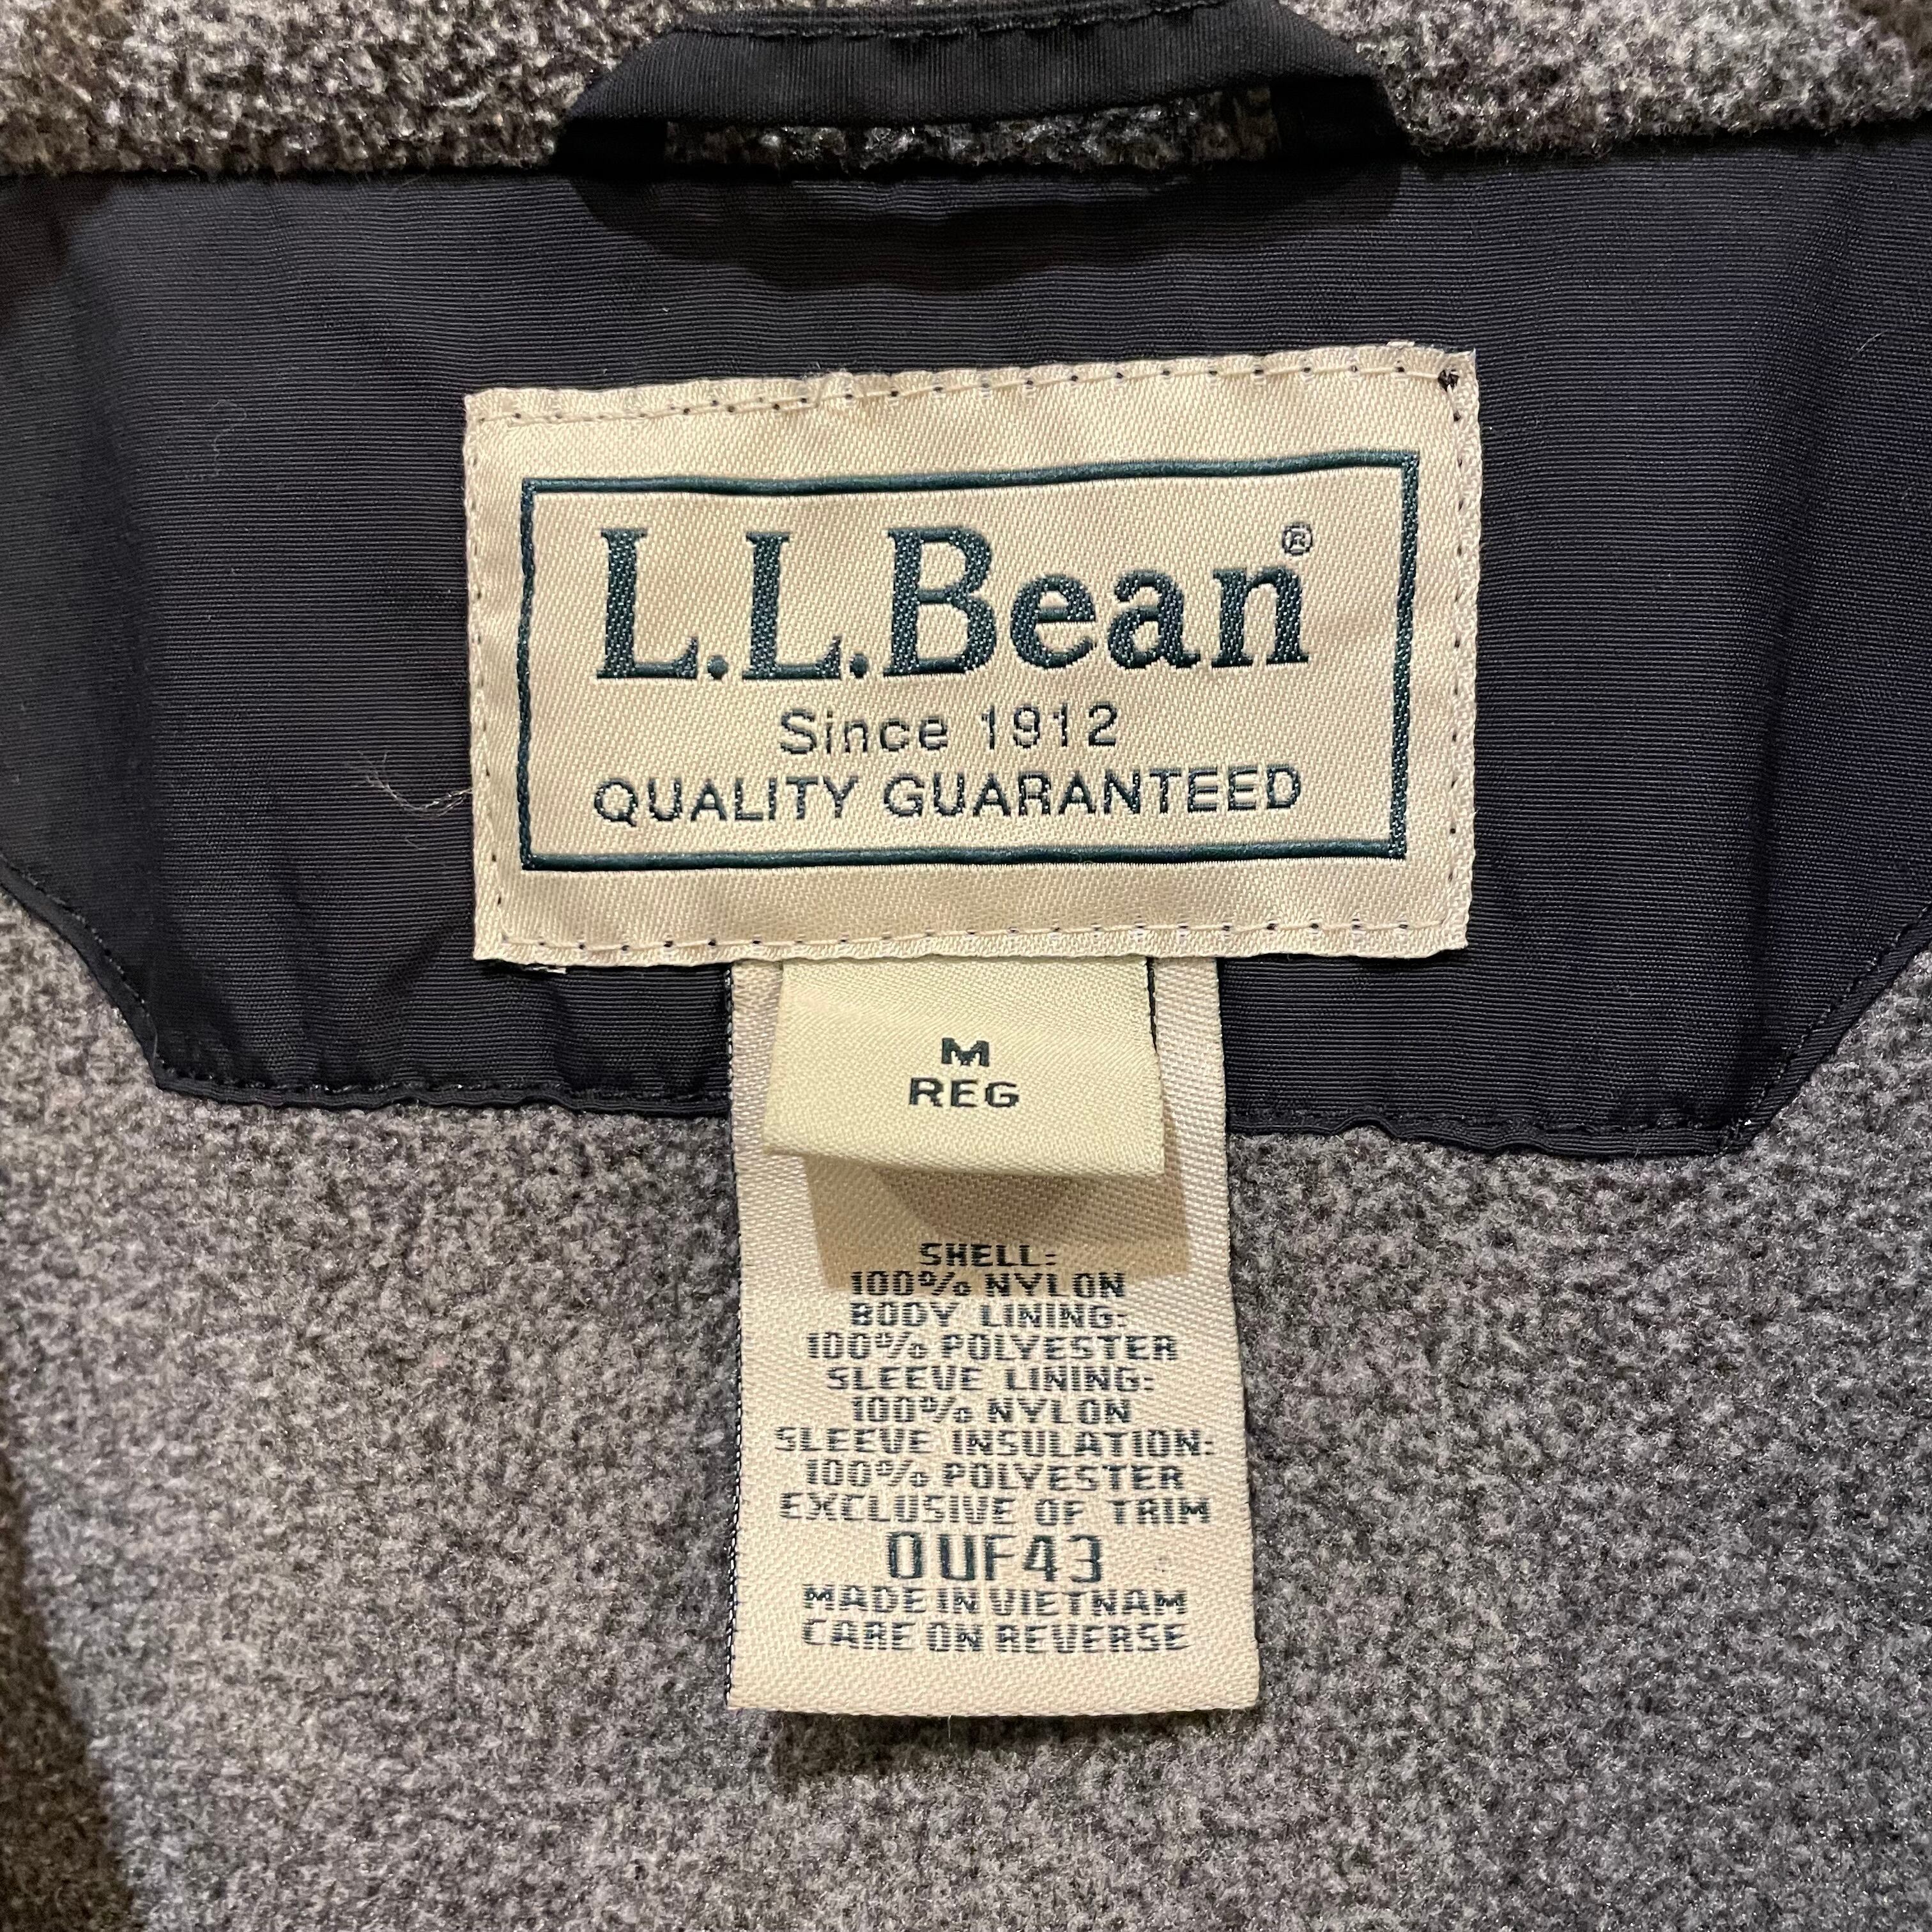 L.L.Bean®
Since 1912
QUALITY GUARANTEED
M
REG
SHELL:
100% NYLON
BODY LINING:
100% POLYESTER
SLEEVE LINING:
100% NYLON
SLEEVE INSULATION:
100% POLYESTER
EXCLUSIVE OF TRIM
0UF43
MADE IN VIETNAM
CARE ON REVERSE